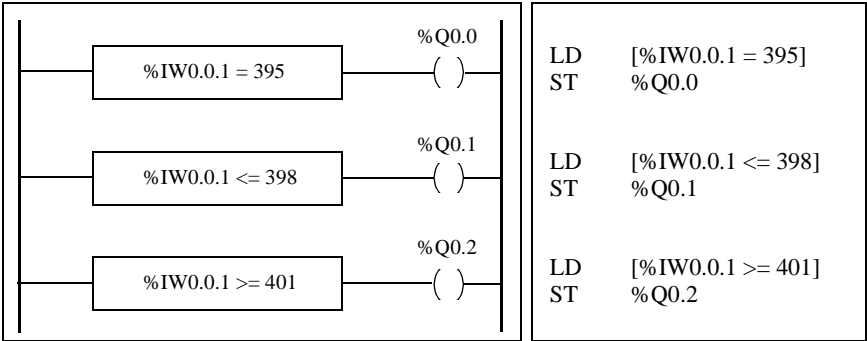 %Q0.0
%IW0.0.1 = 395
( )
%Q0.1
%IW0.0.1 <= 398
( )
%Q0.2
%IW0.0.1 >= 401
( )
LD [%IW0.0.1 = 395]
ST %Q0.0
LD [%IW0.0.1 <= 398]
ST %Q0.1
LD [%IW0.0.1 >= 401]
ST %Q0.2